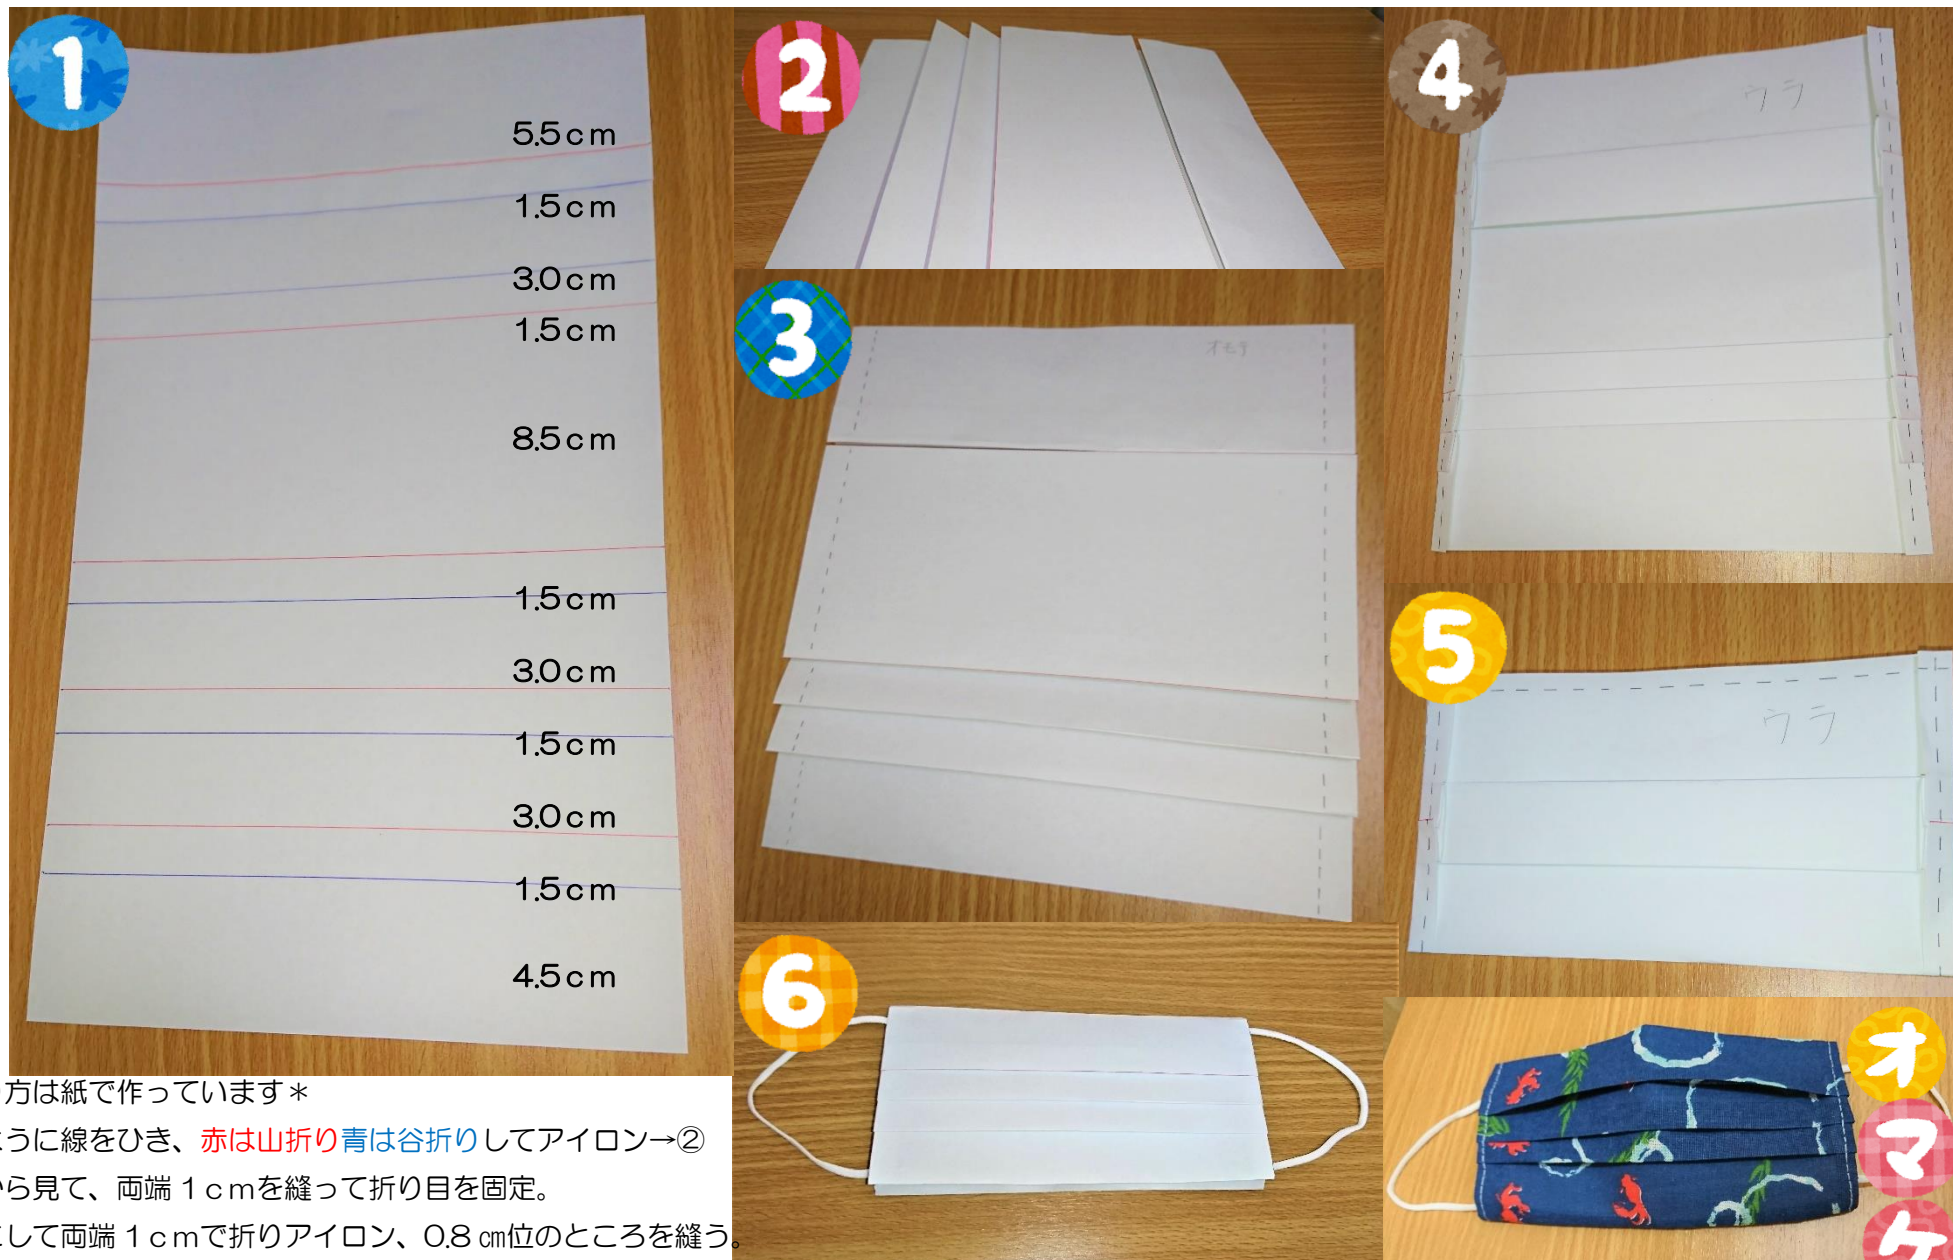 1
5.5cm
1.5cm
3.0cm
1.5cm
8.5cm
1.5cm
3.0cm
1.5cm
3.0cm
1.5cm
4.5cm
2
3
オモテ
4
ウラ
5
ウラ
6
オ
マ
ケ
方は紙で作っています＊
ように線をひき、赤は山折り青は谷折りしてアイロン→②
ら見て、両端1cmを縫って折り目を固定。
して両端1cmで折りアイロン、0.8㎝位のところを縫う。